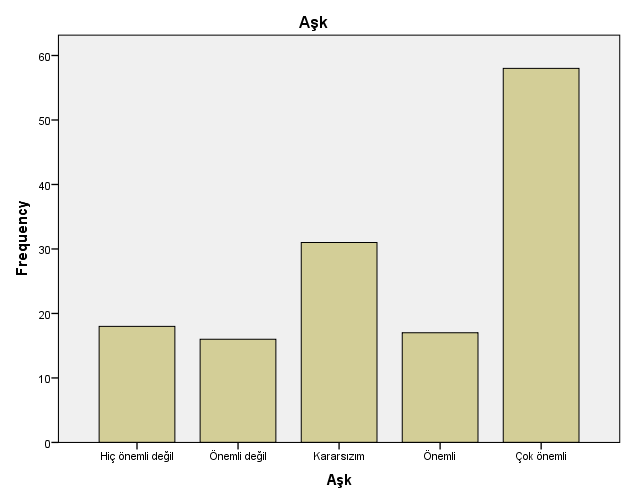 Aşk
Frequency
60
50
40
30
20
10
0
Hiç önemli değil
Önemli değil
Kararsızım
Önemli
Çok önemli
Aşk